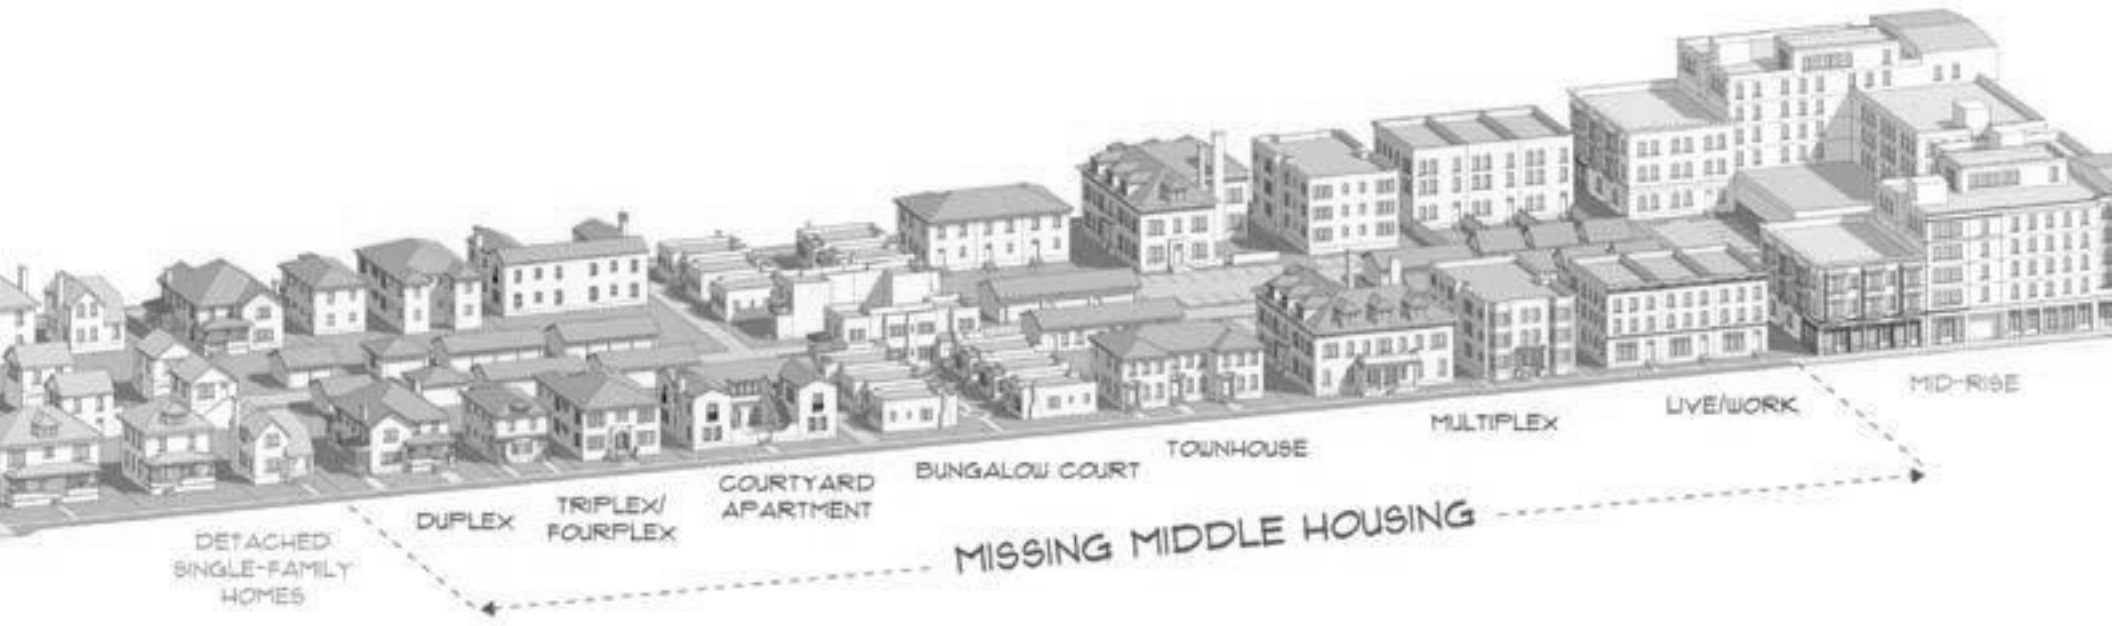 DETACHED
SINGLE-FAMILY
HOMES
DUPLEX
TRIPLEX/
FOURPLEX
COURTYARD
APARTMENT
BUNGALOW COURT
TOWNHOUSE
MULTIPLEX
LIVE/WORK
MID-RISE
MISSING MIDDLE HOUSING